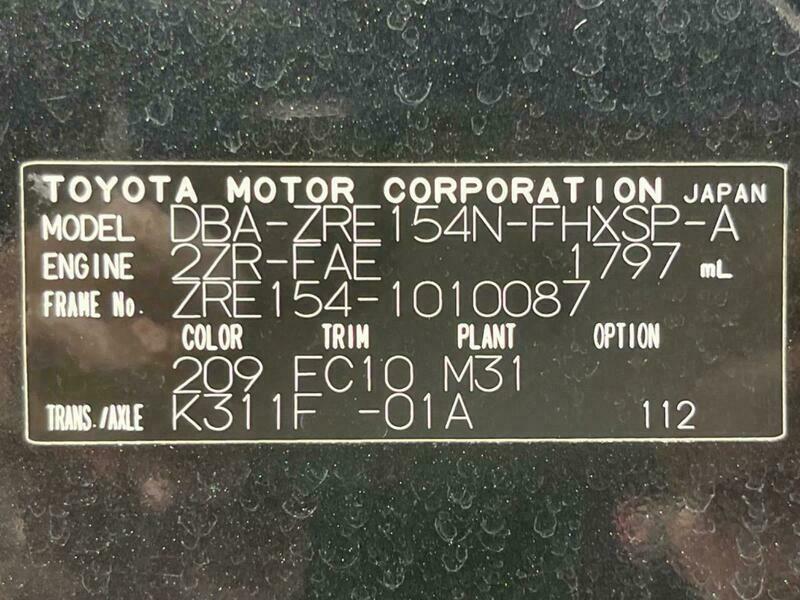 TOYOTA MOTOR CORPORATION JAPAN
MODEL DBA-ZRE154N-FHXSP-A
ENGINE 2ZR-FAE 1797 mL
FRAME No. ZRE154-1010087
COLOR TRIM PLANT OPTION
209 FC10 M31
TRANS./AXLE K311F -01A 112